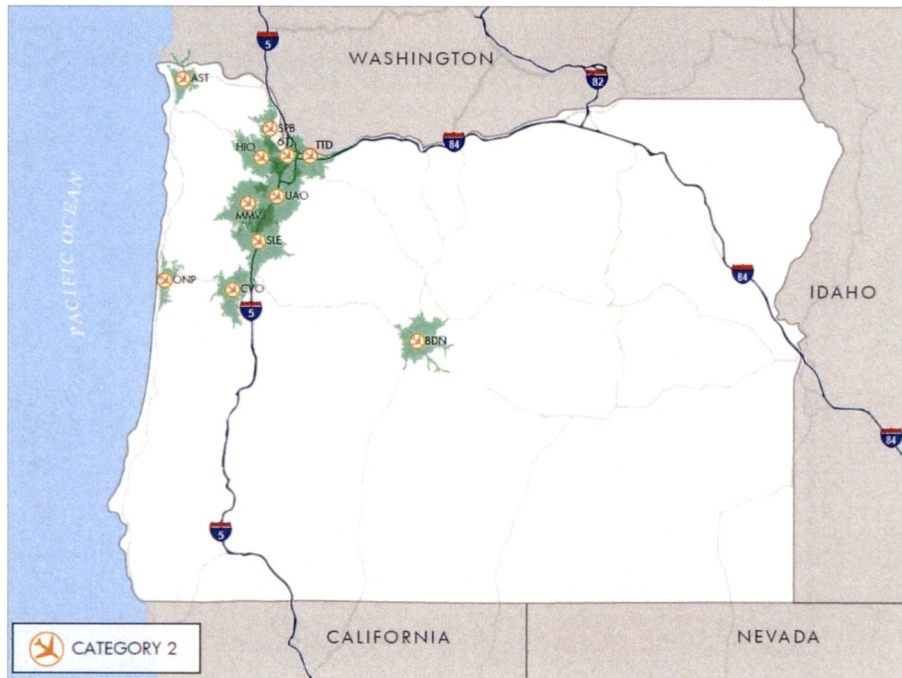 5
WASHINGTON
82
AST
SPB
HIO
TTD
84
UAO
MMV
SLE
PACIFIC OCEAN
ONP
CVO
84
IDAHO
5
BDN
84
5
CATEGORY 2
CALIFORNIA
NEVADA